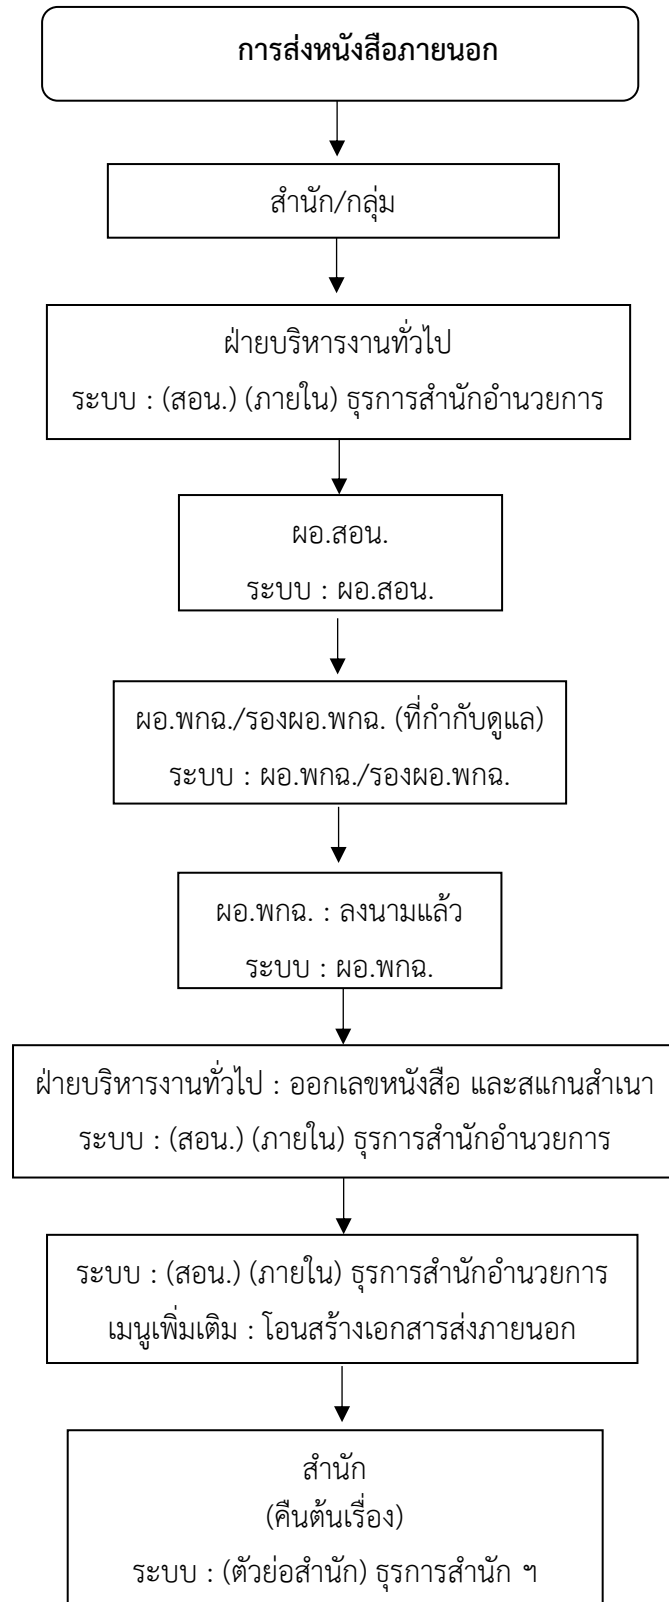 การส่งหนังสือภายนอก
สำนัก/กลุ่ม
ฝ่ายบริหารงานทั่วไป
ระบบ : (สอน.) (ภายใน) ธุรการสำนักอำนวยการ
ผอ.สอน.
ระบบ : ผอ.สอน.
ผอ.พกฉ./รองผอ.พกฉ. (ที่กำกับดูแล)
ระบบ : ผอ.พกฉ./รองผอ.พกฉ.
ผอ.พกฉ. : ลงนามแล้ว
ระบบ : ผอ.พกฉ.
ฝ่ายบริหารงานทั่วไป : ออกเลขหนังสือ และสแกนสำเนา
ระบบ : (สอน.) (ภายใน) ธุรการสำนักอำนวยการ
ระบบ : (สอน.) (ภายใน) ธุรการสำนักอำนวยการ
เมนูเพิ่มเติม : โอนสร้างเอกสารส่งภายนอก
สำนัก
(คืนต้นเรื่อง)
ระบบ : (ตัวย่อสำนัก) ธุรการสำนัก ฯ